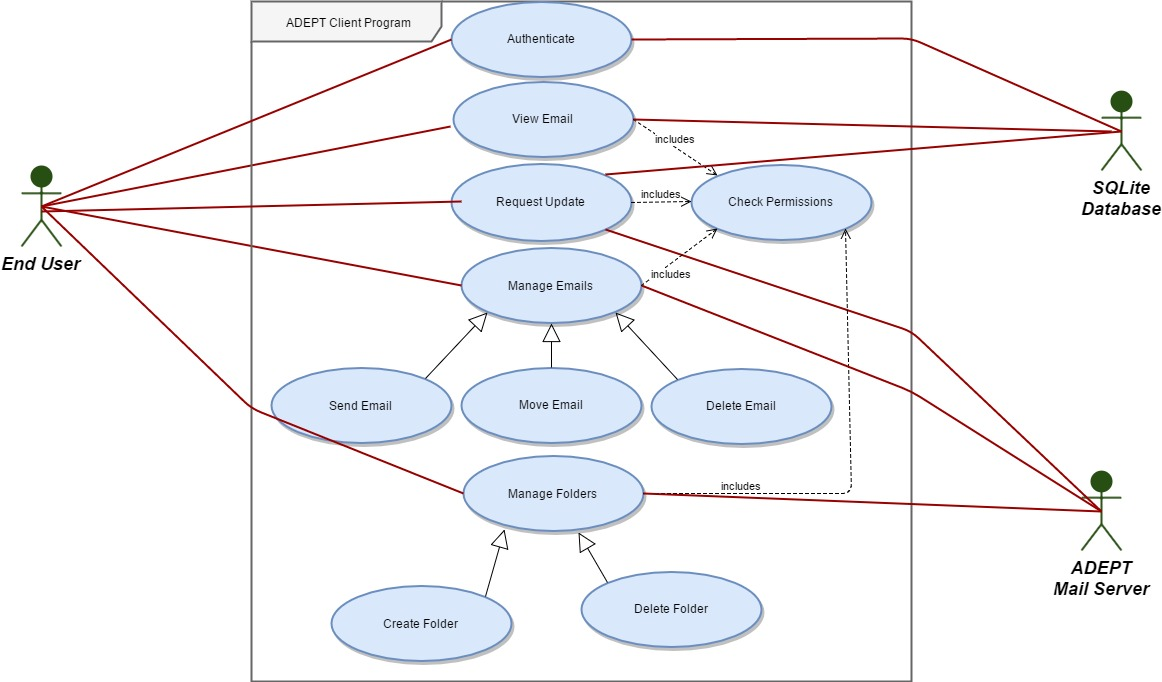 ADEPT Client Program
Authenticate
View Email
includes
Request Update
includes
Check Permissions
SQLite
Database
End User
Manage Emails
includes
Send Email
Move Email
Delete Email
Manage Folders
includes
ADEPT
Mail Server
Create Folder
Delete Folder